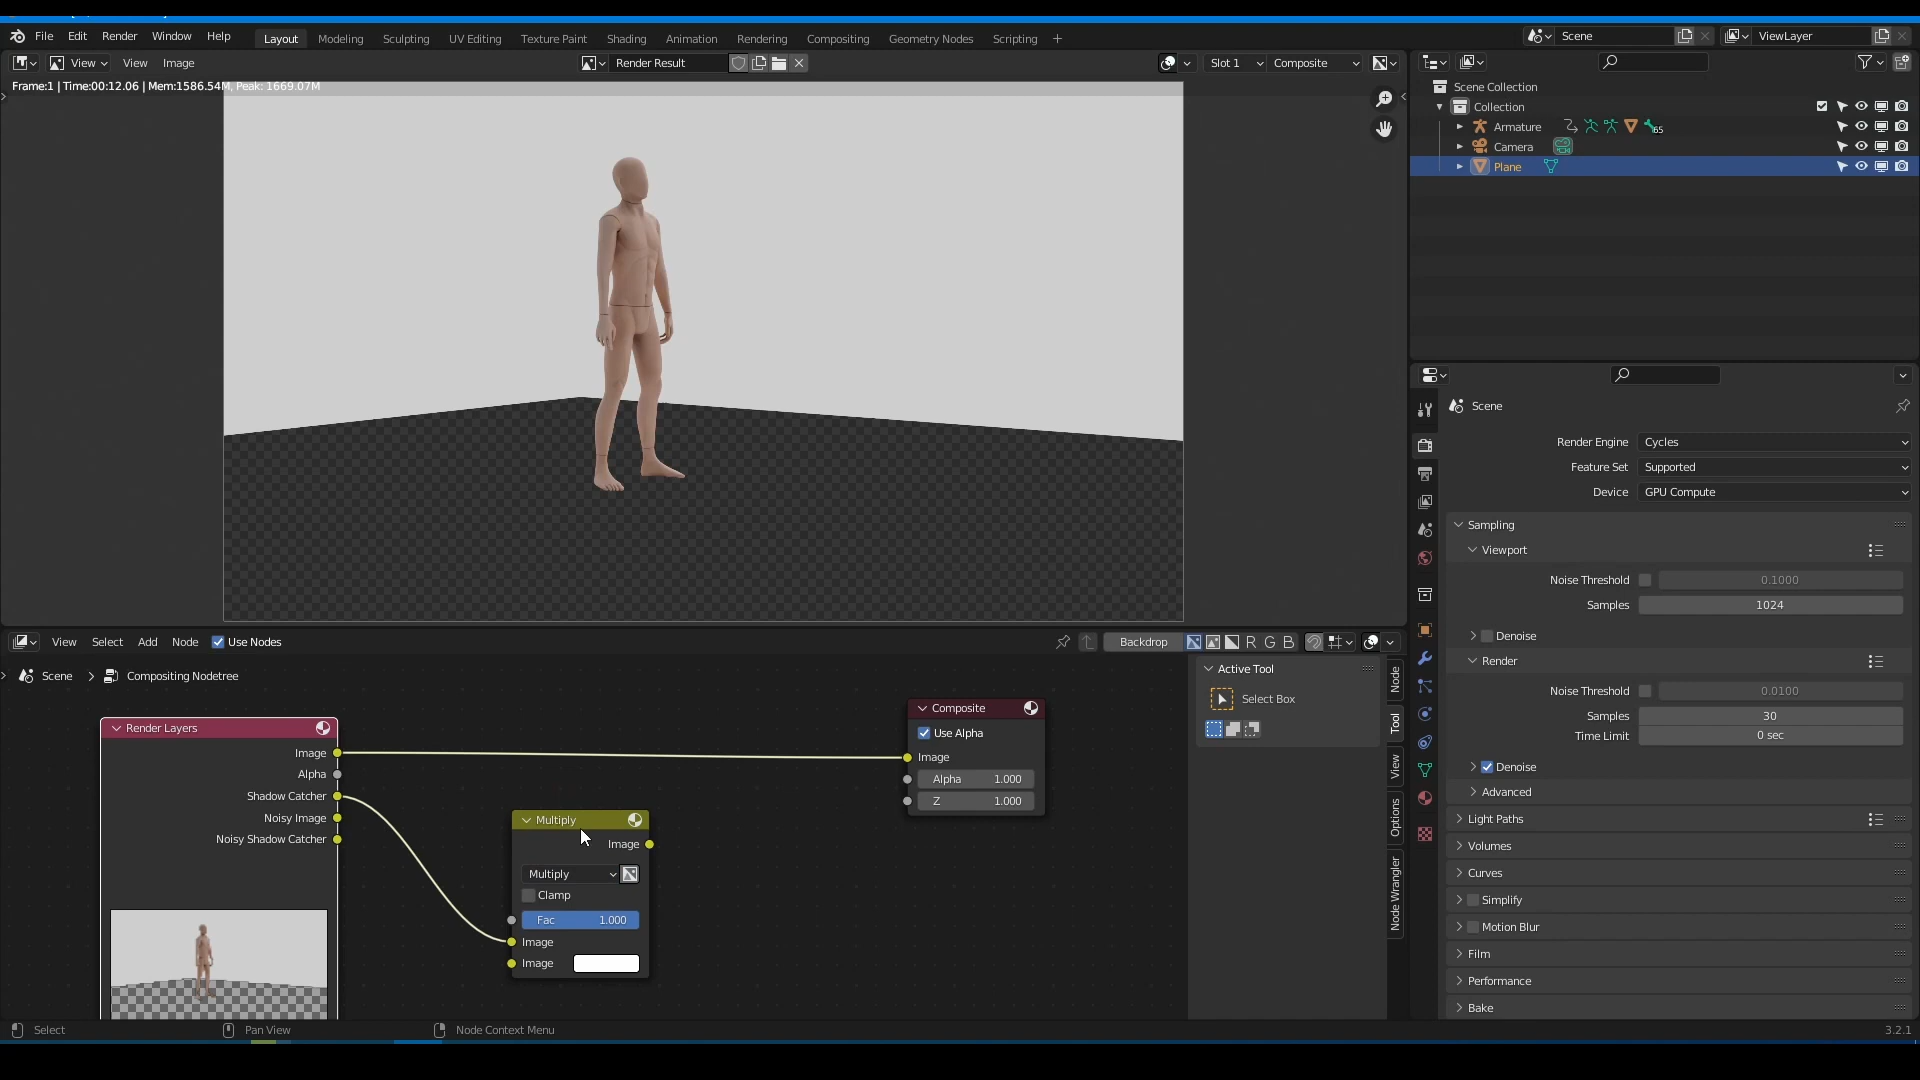 File Edit Render Window Help Layout Modeling Sculpting UV Editing Texture Paint Shading Animation Rendering Compositing Geometry Nodes Scripting + Scene ViewLayer
View View Image Render Result Slot 1 Composite
Frame:1 | Time:00:12.06 | Mem:1586.54M, Peak: 1669.07M
Scene Collection
Collection
Armature 65
Camera
Plane
Scene
Render Engine Cycles
Feature Set Supported
Device GPU Compute
Sampling
Viewport
Noise Threshold 0.1000
Samples 1024
Denoise
Render
Noise Threshold 0.0100
Samples 30
Time Limit 0 sec
Denoise
Advanced
Light Paths
Volumes
Curves
Simplify
Motion Blur
Film
Performance
Bake
View Select Add Node Use Nodes Backdrop R G B
Scene > Compositing Nodetree
Render Layers
Image
Alpha
Shadow Catcher
Noisy Image
Noisy Shadow Catcher
Multiply
Image
Multiply
Clamp
Fac 1.000
Image
Image
Composite
Use Alpha
Image
Alpha 1.000
Z 1.000
Active Tool
Select Box
Node
Tool
View
Options
Node Wrangler
Select Pan View Node Context Menu 3.2.1